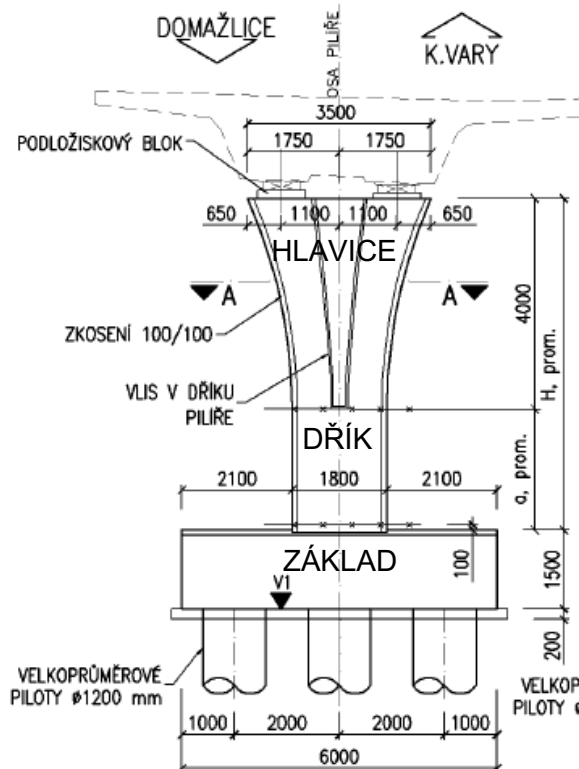 DOMAŽLICE
K.VARY
OSA PILÍŘE
3500
1750
1750
PODLOŽISKOVÝ BLOK
650
1100
1100
650
HLAVICE
A
A
ZKOSENÍ 100/100
4000
H, prom.
VLIS V DŘÍKU
PILÍŘE
DŘÍK
a, prom.
2100
1800
2100
ZÁKLAD
100
1500
V1
200
VELKOPRŮMĚROVÉ
PILOTY ø1200 mm
VELKOP
PILOTY ø
1000
2000
2000
1000
6000